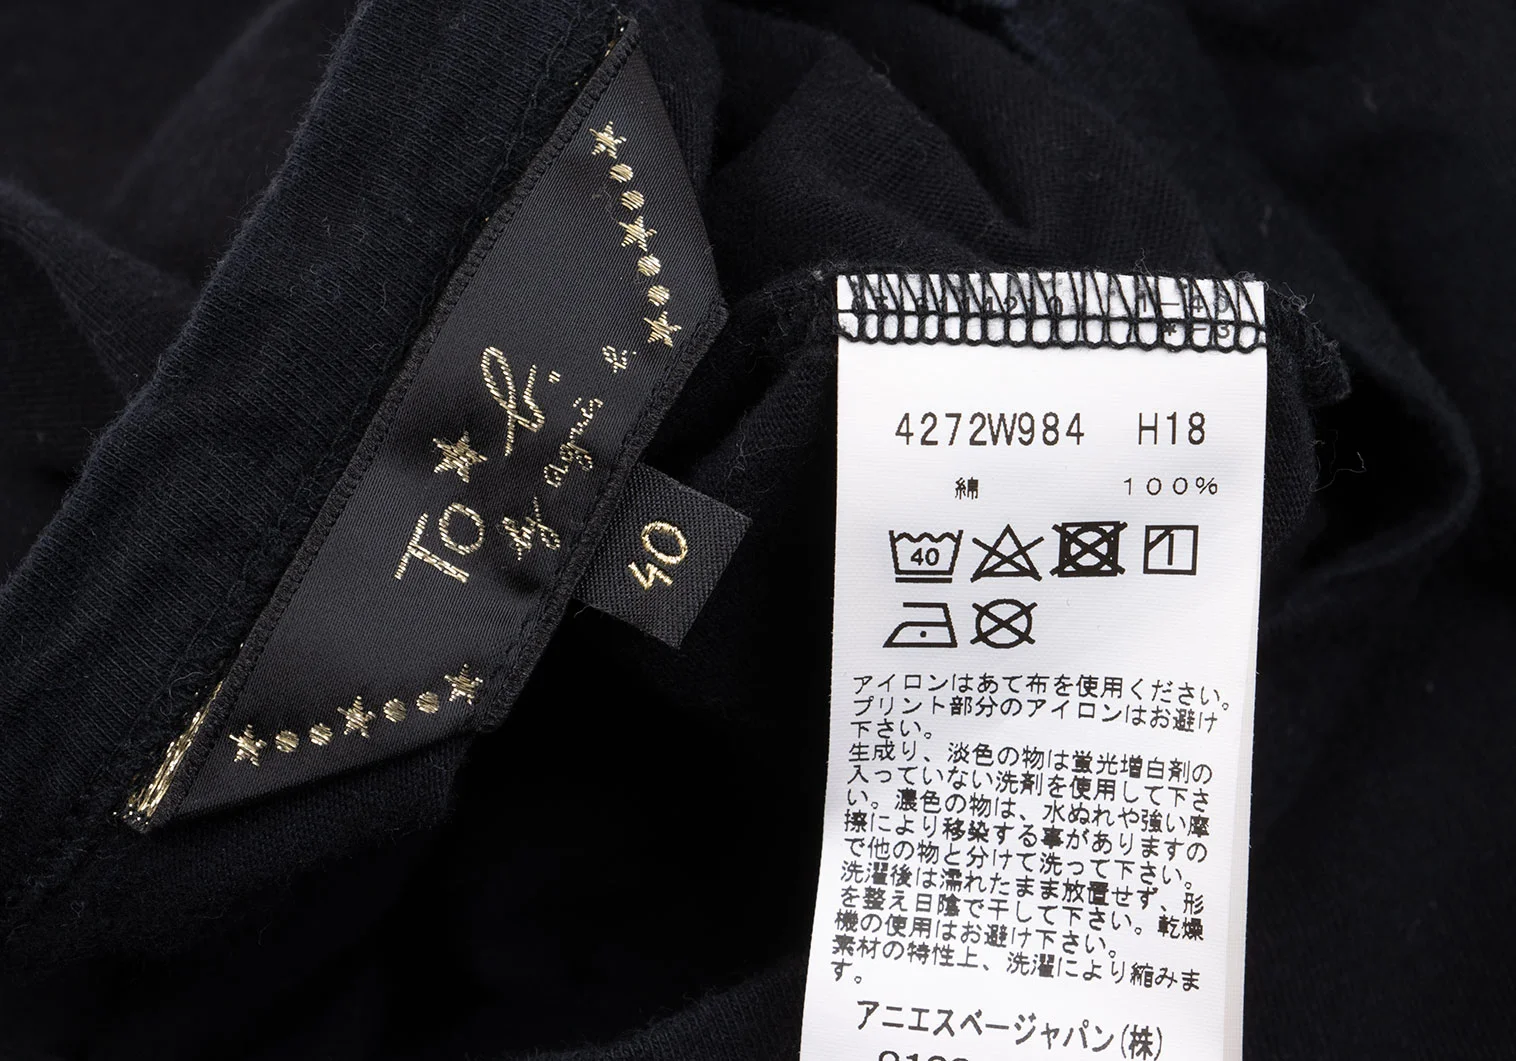 TO★b.
by agnès b.
40
4272W984 H18
綿 100%
40
アイロンはあて布を使用ください。
プリント部分のアイロンはお避け
下さい。
生成り、淡色の物は蛍光増白剤の
入っていない洗剤を使用して下さ
い。濃色の物は、水ぬれや強い摩
擦により移染する事がありますの
で他の物と分けて洗って下さい。
洗濯後は濡れたまま放置せず、形
を整え日陰で干して下さい。乾燥
機の使用はお避け下さい。
素材の特性上、洗濯により縮みま
す。
アニエスベージャパン(株)